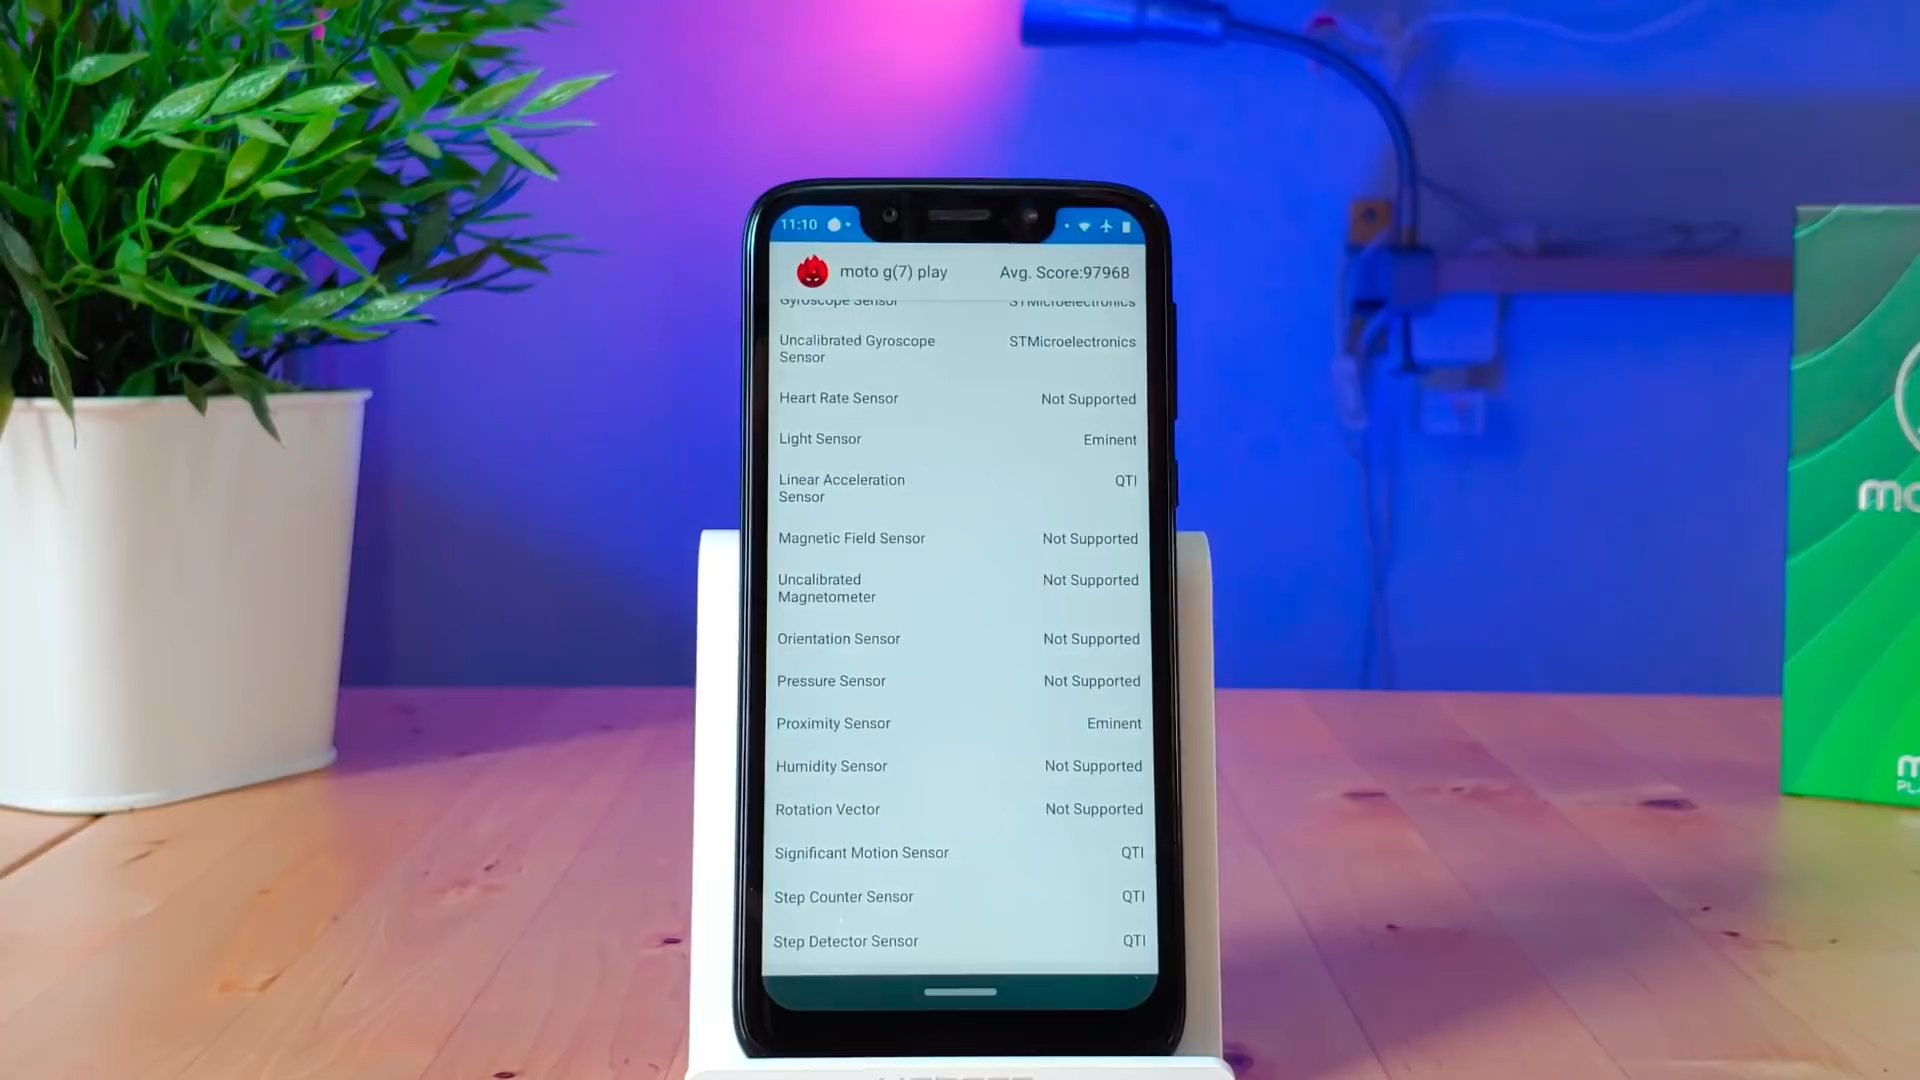 11:10
moto g(7) play Avg. Score:97968
Gyroscope Sensor STMicroelectronics
Uncalibrated Gyroscope STMicroelectronics
Sensor
Heart Rate Sensor Not Supported
Light Sensor Eminent
Linear Acceleration QTI
Sensor
Magnetic Field Sensor Not Supported
Uncalibrated Not Supported
Magnetometer
Orientation Sensor Not Supported
Pressure Sensor Not Supported
Proximity Sensor Eminent
Humidity Sensor Not Supported
Rotation Vector Not Supported
Significant Motion Sensor QTI
Step Counter Sensor QTI
Step Detector Sensor QTI